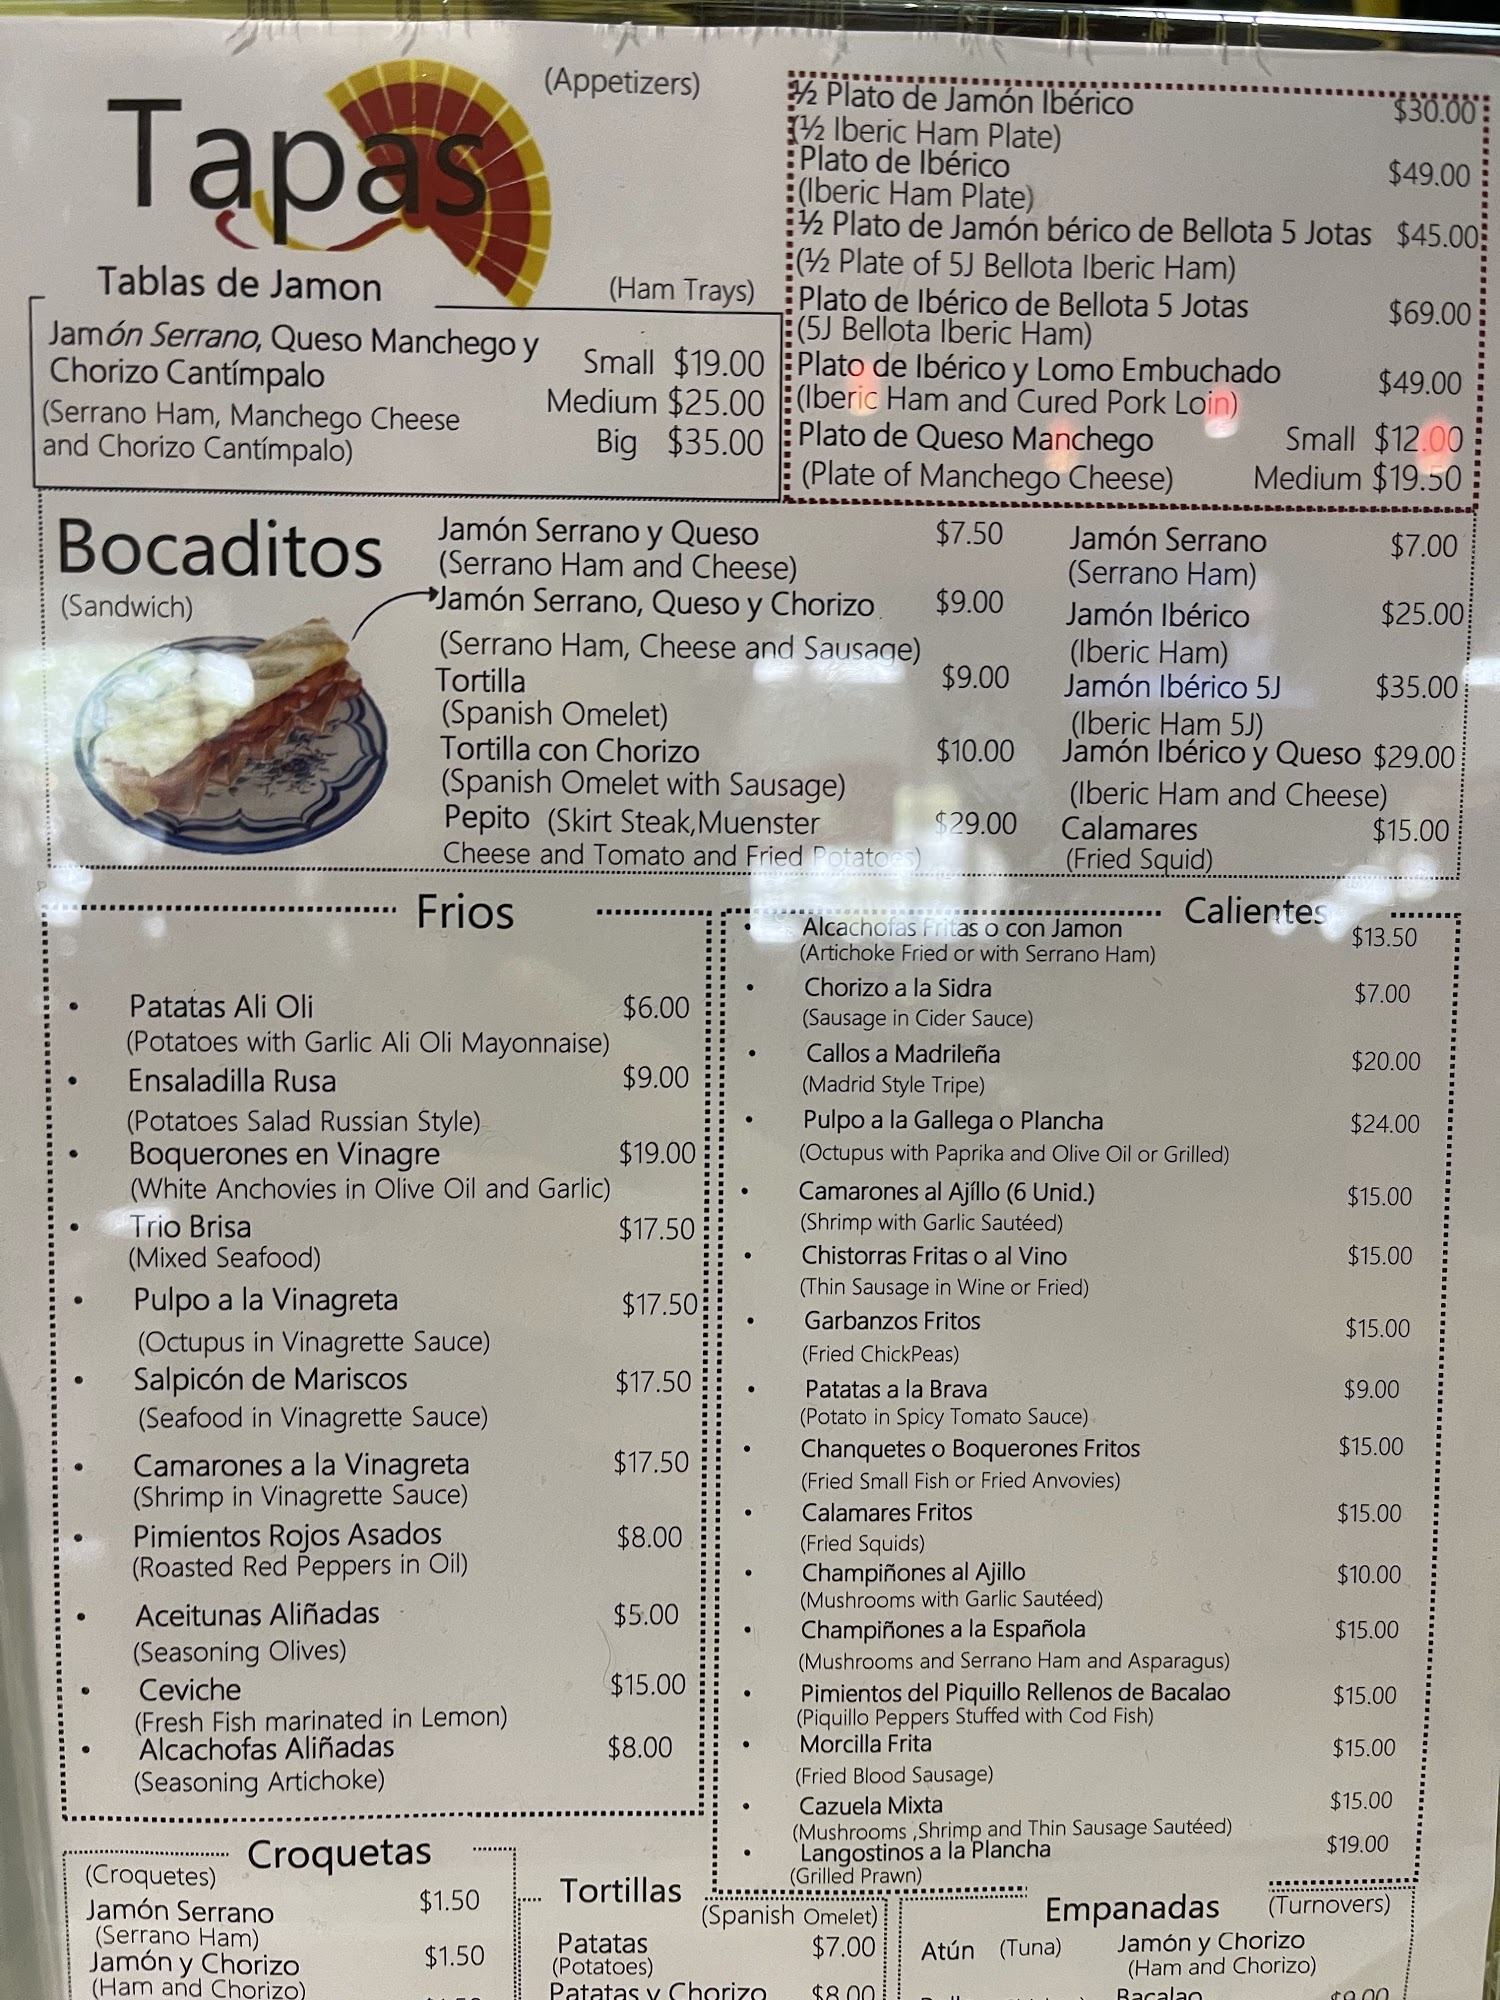 Tapas
(Appetizers)
Tablas de Jamon
(Ham Trays)
Jamón Serrano, Queso Manchego y
Chorizo Cantímpalo
(Serrano Ham, Manchego Cheese
and Chorizo Cantímpalo)
Small $19.00
Medium $25.00
Big $35.00
½ Plato de Jamón Ibérico $30.00
(½ Iberic Ham Plate)
Plato de Ibérico $49.00
(Iberic Ham Plate)
½ Plato de Jamón bérico de Bellota 5 Jotas $45.00
(½ Plate of 5J Bellota Iberic Ham)
Plato de Ibérico de Bellota 5 Jotas $69.00
(5J Bellota Iberic Ham)
Plato de Ibérico y Lomo Embuchado $49.00
(Iberic Ham and Cured Pork Loin)
Plato de Queso Manchego Small $12.00
(Plate of Manchego Cheese) Medium $19.50
Bocaditos
(Sandwich)
Jamón Serrano y Queso $7.50
(Serrano Ham and Cheese)
Jamón Serrano, Queso y Chorizo $9.00
(Serrano Ham, Cheese and Sausage)
Tortilla $9.00
(Spanish Omelet)
Tortilla con Chorizo $10.00
(Spanish Omelet with Sausage)
Pepito (Skirt Steak,Muenster $29.00
Cheese and Tomato and Fried Potatoes)
Jamón Serrano $7.00
(Serrano Ham)
Jamón Ibérico $25.00
(Iberic Ham)
Jamón Ibérico 5J $35.00
(Iberic Ham 5J)
Jamón Ibérico y Queso $29.00
(Iberic Ham and Cheese)
Calamares $15.00
(Fried Squid)
Frios
• Patatas Ali Oli $6.00
(Potatoes with Garlic Ali Oli Mayonnaise)
• Ensaladilla Rusa $9.00
(Potatoes Salad Russian Style)
• Boquerones en Vinagre $19.00
(White Anchovies in Olive Oil and Garlic)
• Trio Brisa $17.50
(Mixed Seafood)
• Pulpo a la Vinagreta $17.50
(Octupus in Vinagrette Sauce)
• Salpicón de Mariscos $17.50
(Seafood in Vinagrette Sauce)
• Camarones a la Vinagreta $17.50
(Shrimp in Vinagrette Sauce)
• Pimientos Rojos Asados $8.00
(Roasted Red Peppers in Oil)
• Aceitunas Aliñadas $5.00
(Seasoning Olives)
• Ceviche $15.00
(Fresh Fish marinated in Lemon)
• Alcachofas Aliñadas $8.00
(Seasoning Artichoke)
Calientes
• Alcachofas Fritas o con Jamon $13.50
(Artichoke Fried or with Serrano Ham)
• Chorizo a la Sidra $7.00
(Sausage in Cider Sauce)
• Callos a Madrileña $20.00
(Madrid Style Tripe)
• Pulpo a la Gallega o Plancha $24.00
(Octupus with Paprika and Olive Oil or Grilled)
• Camarones al Ajíllo (6 Unid.) $15.00
(Shrimp with Garlic Sautéed)
• Chistorras Fritas o al Vino $15.00
(Thin Sausage in Wine or Fried)
• Garbanzos Fritos $15.00
(Fried ChickPeas)
• Patatas a la Brava $9.00
(Potato in Spicy Tomato Sauce)
• Chanquetes o Boquerones Fritos $15.00
(Fried Small Fish or Fried Anvovies)
• Calamares Fritos $15.00
(Fried Squids)
• Champiñones al Ajillo $10.00
(Mushrooms with Garlic Sautéed)
• Champiñones a la Española $15.00
(Mushrooms and Serrano Ham and Asparagus)
• Pimientos del Piquillo Rellenos de Bacalao $15.00
(Piquillo Peppers Stuffed with Cod Fish)
• Morcilla Frita $15.00
(Fried Blood Sausage)
• Cazuela Mixta $15.00
(Mushrooms ,Shrimp and Thin Sausage Sautéed)
• Langostinos a la Plancha $19.00
(Grilled Prawn)
Croquetas
(Croquetes)
Jamón Serrano $1.50
(Serrano Ham)
Jamón y Chorizo $1.50
(Ham and Chorizo)
Tortillas
(Spanish Omelet)
Patatas $7.00
(Potatoes)
Patatas y Chorizo $8.00
Empanadas
(Turnovers)
Atún (Tuna)
Jamón y Chorizo
(Ham and Chorizo)
Bacalao